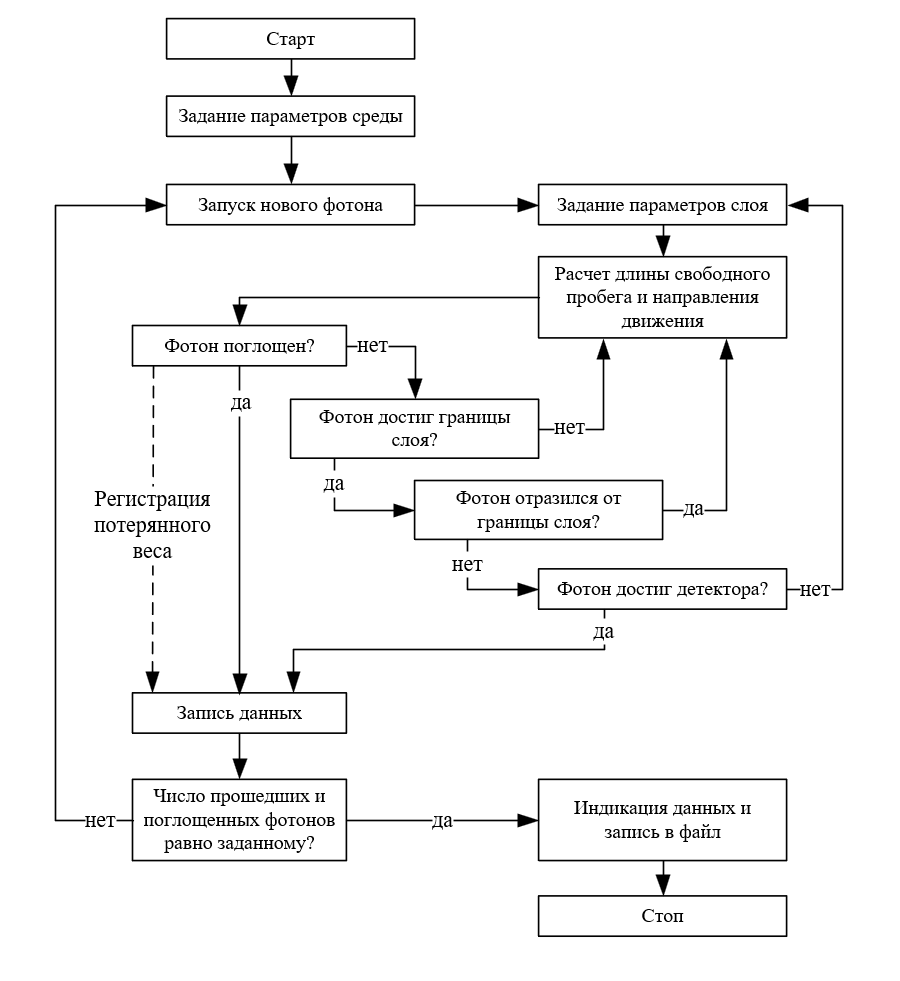 Старт
Задание параметров среды
Запуск нового фотона
Задание параметров слоя
Расчет длины свободного
пробега и направления
движения
Фотон поглощен?
нет
да
Фотон достиг границы
слоя?
нет
да
Регистрация
потерянного
веса
Фотон отразился от
границы слоя?
да
нет
Фотон достиг детектора?
нет
да
Запись данных
Число прошедших и
поглощенных фотонов
равно заданному?
нет
да
Индикация данных и
запись в файл
Стоп